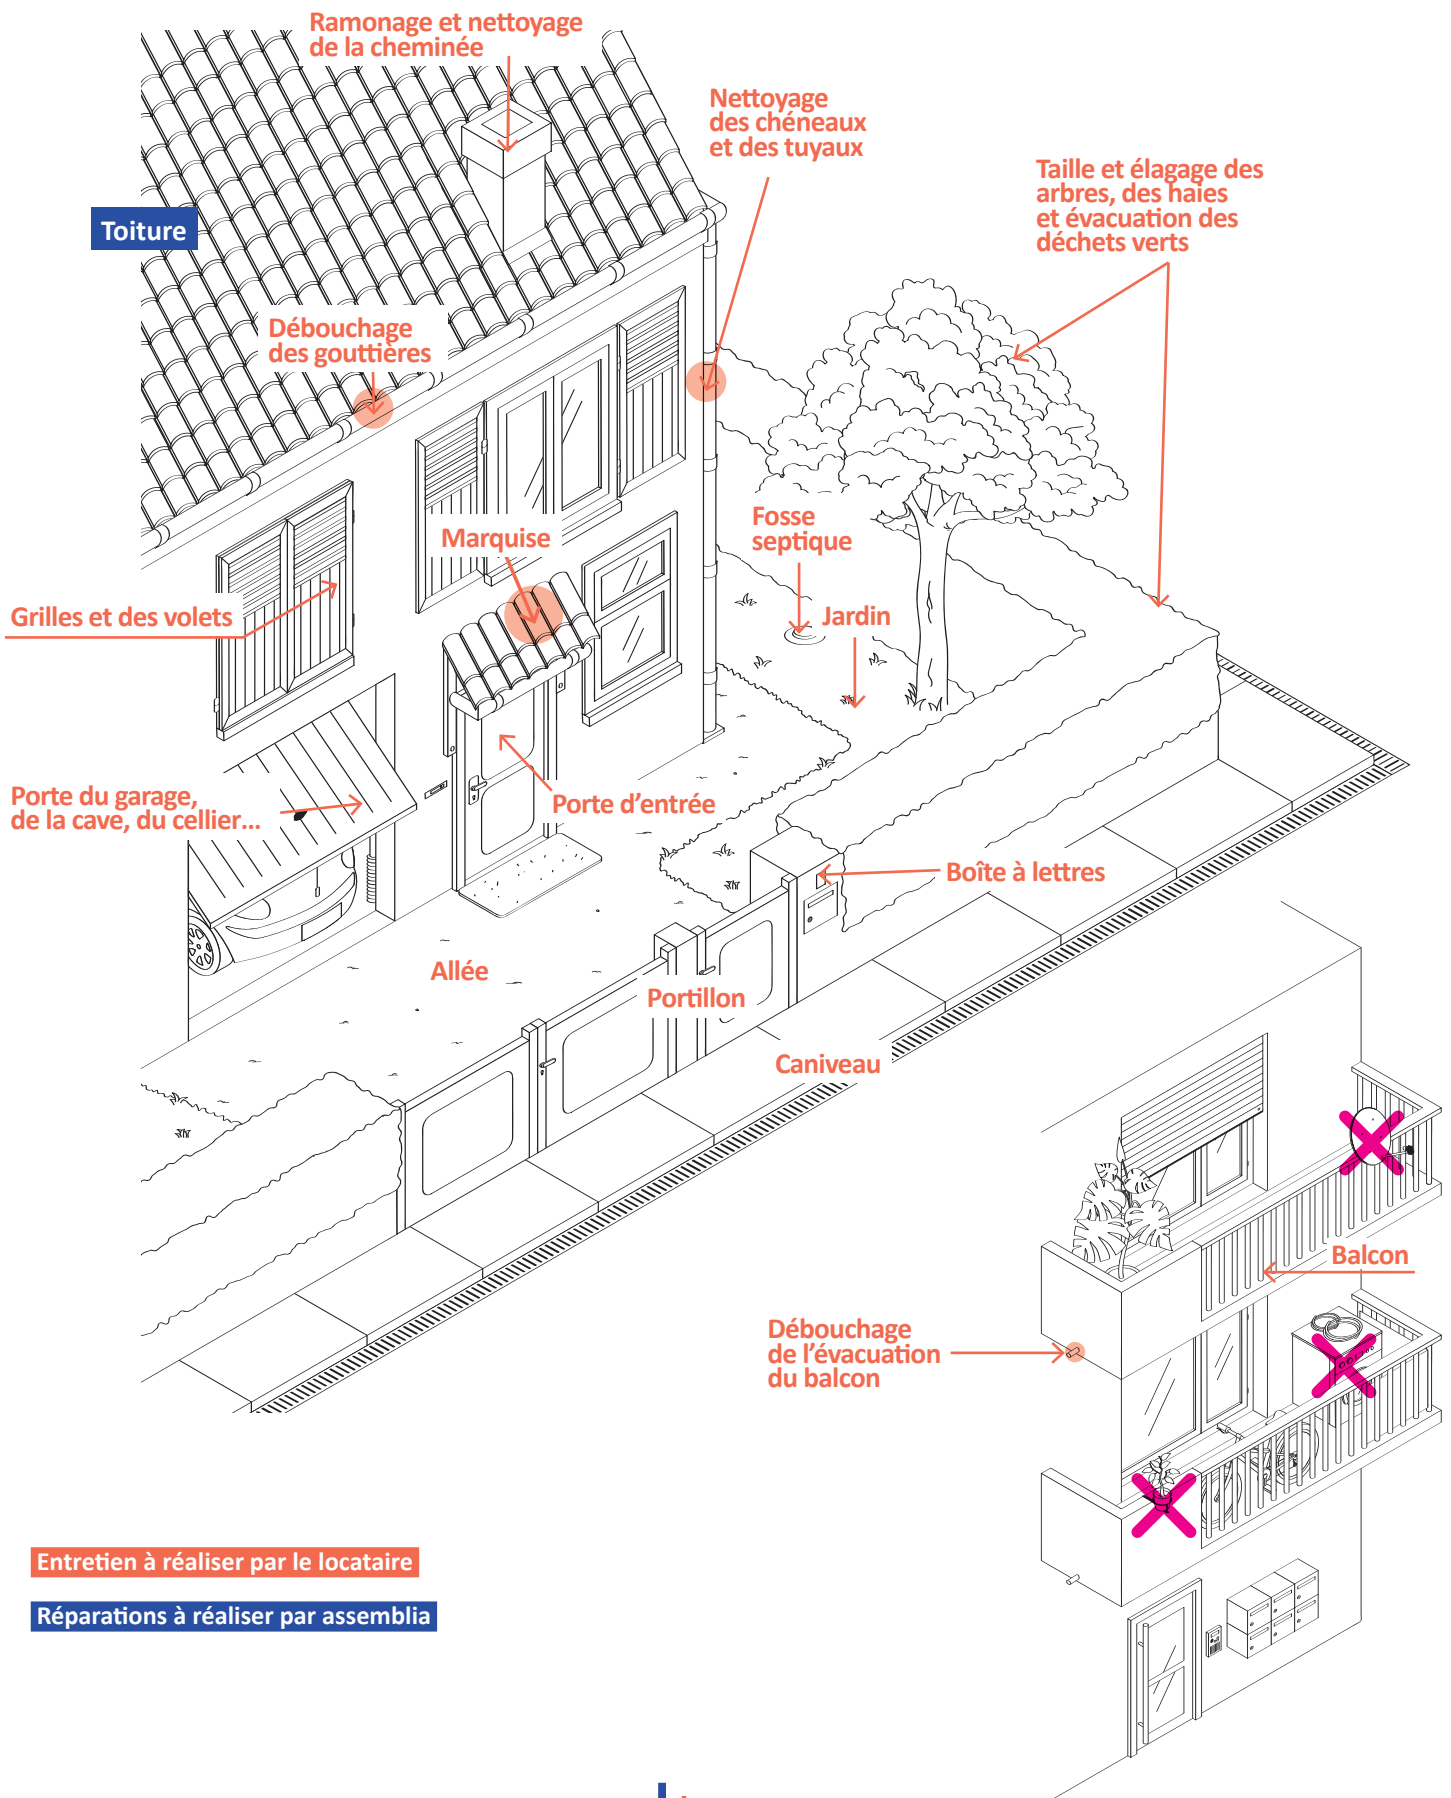 Ramonage et nettoyage
de la cheminée
Nettoyage
des chéneaux
et des tuyaux
Taille et élagage des
arbres, des haies
et évacuation des
déchets verts
Toiture
Débouchage
des gouttières
Marquise
Fosse
septique
Jardin
Grilles et des volets
Porte du garage,
de la cave, du cellier...
Porte d'entrée
Boîte à lettres
Allée
Portillon
Caniveau
Balcon
Débouchage
de l'évacuation
du balcon
Entretien à réaliser par le locataire
Réparations à réaliser par assemblia